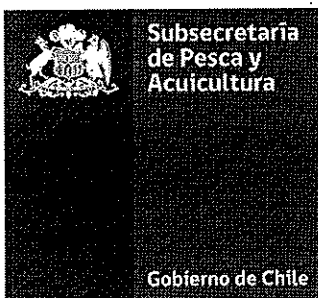 Subsecretaría
de Pesca y
Acuicultura
Gobierno de Chile